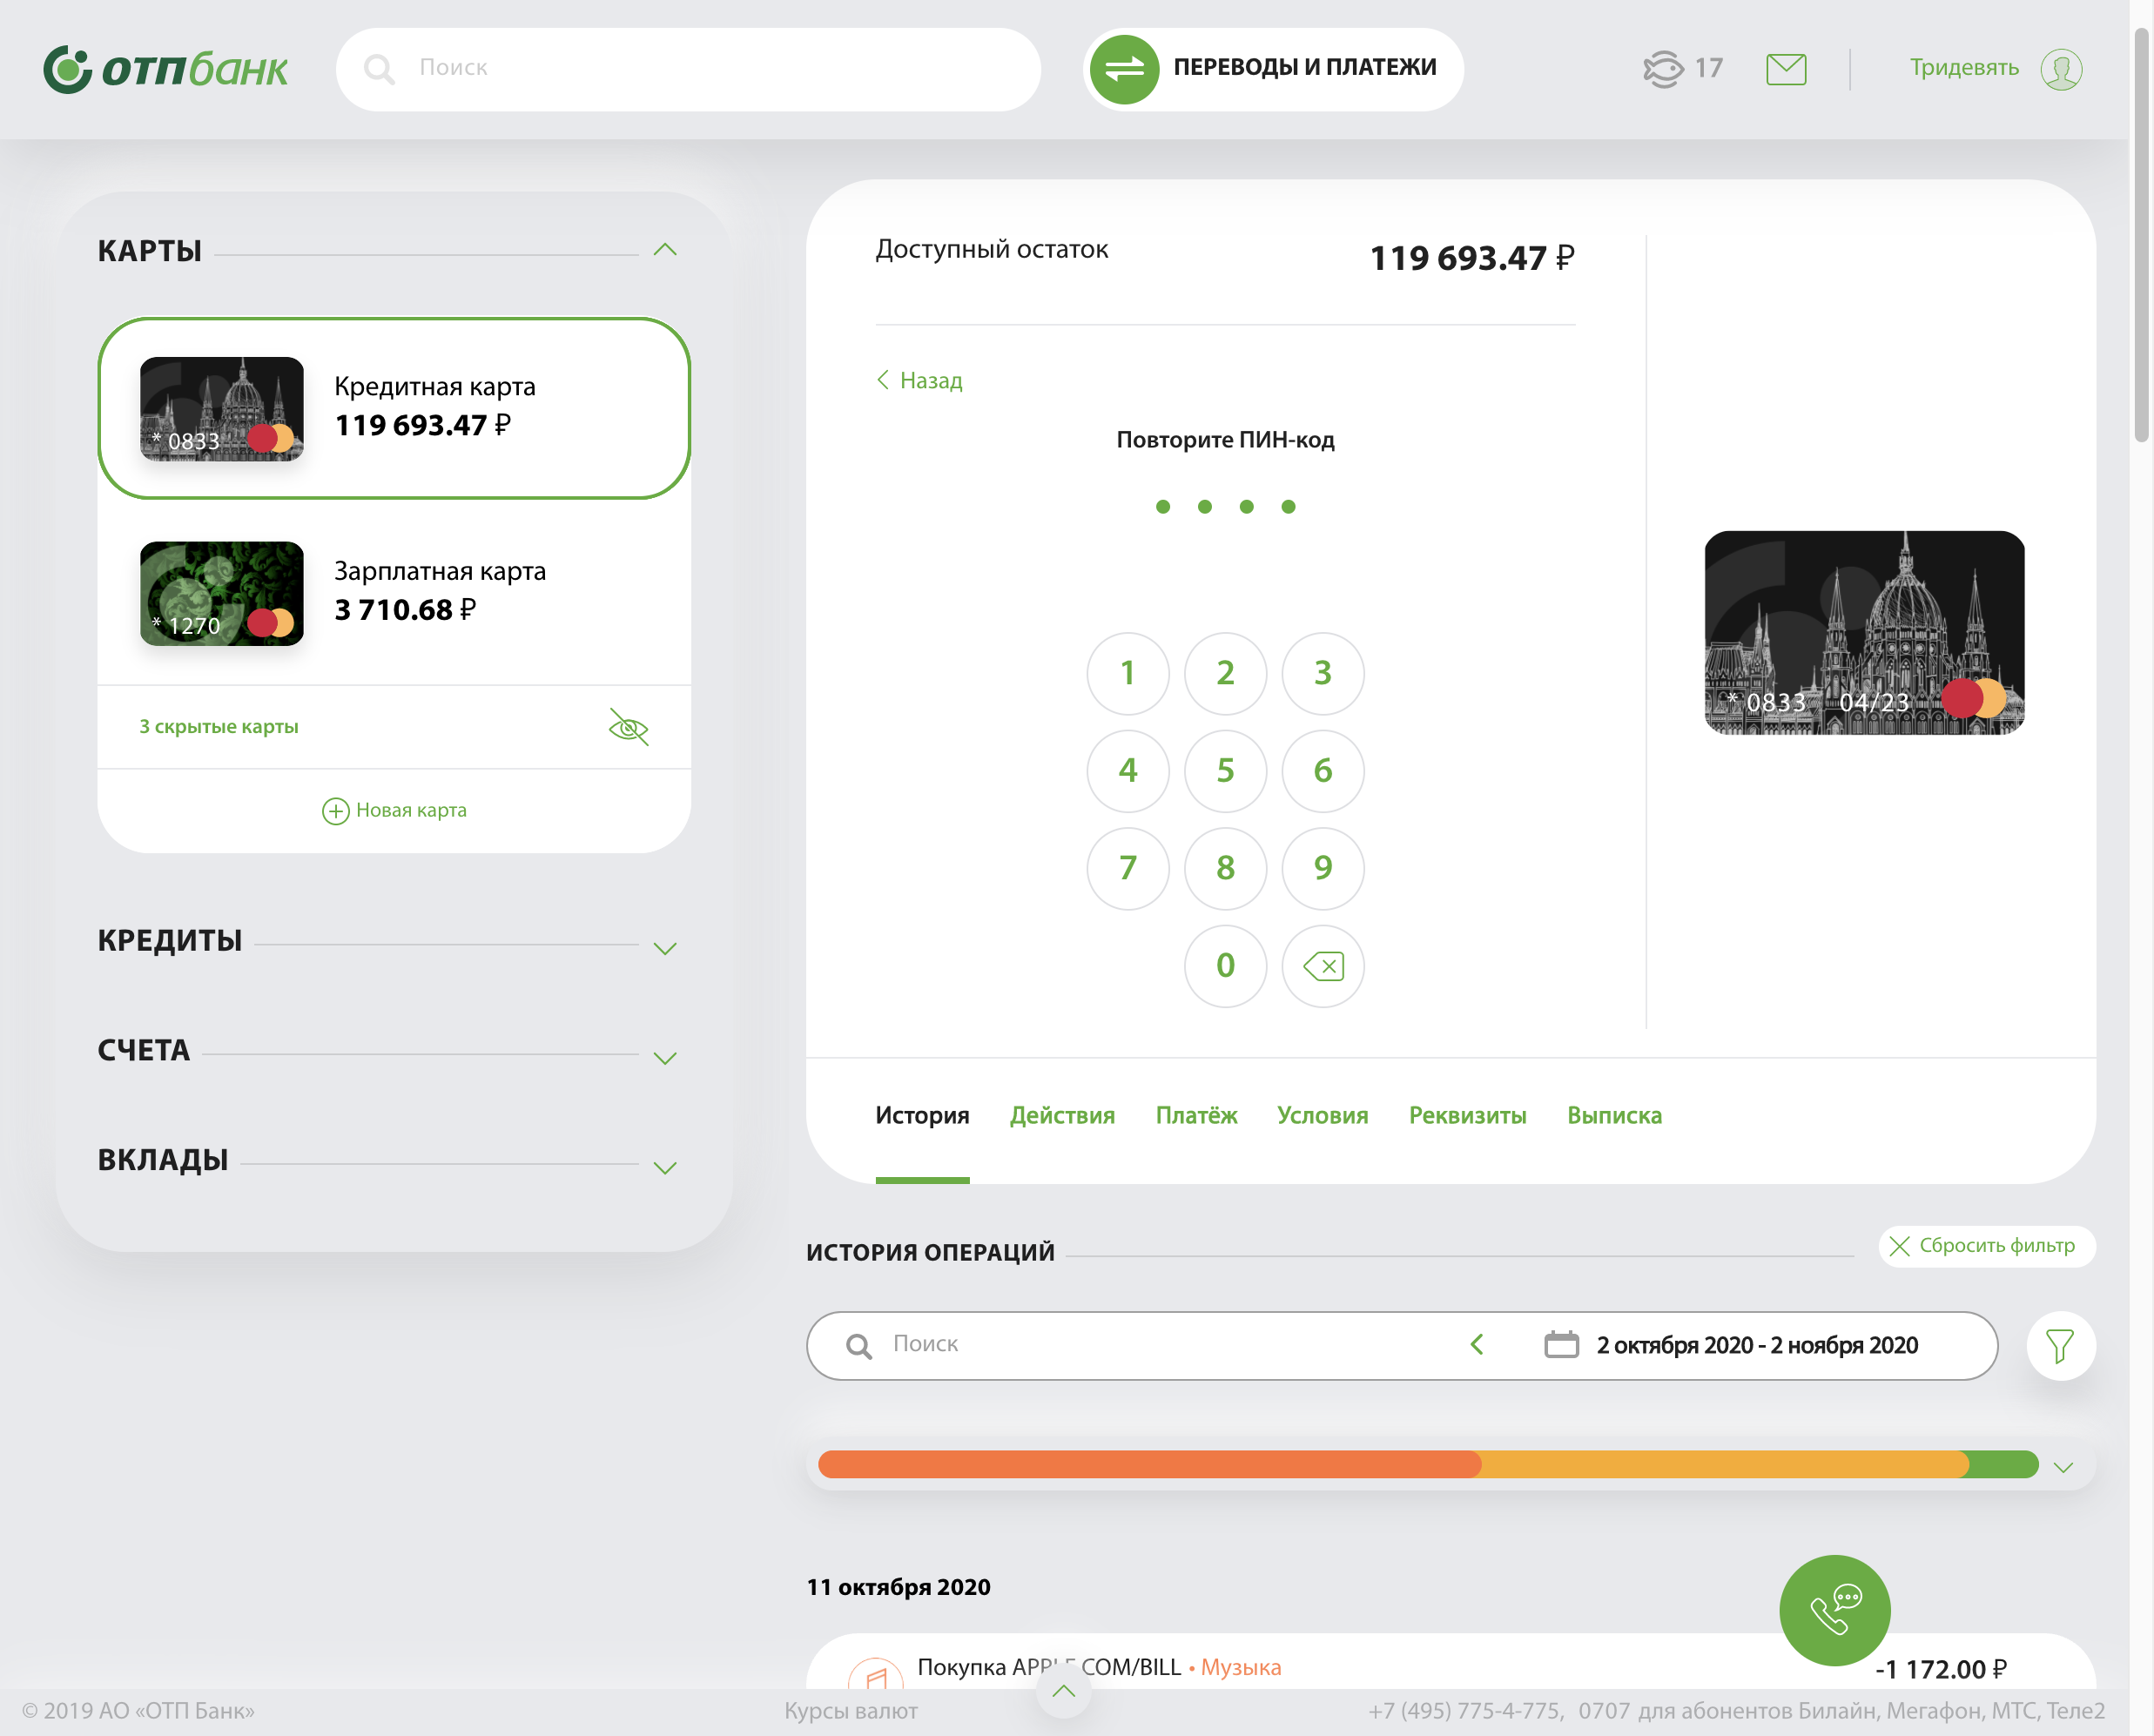 ОТПбанк
Поиск
ПЕРЕВОДЫ И ПЛАТЕЖИ
17
Тридевять
КАРТЫ
* 0833
Кредитная карта
119 693.47 ₽
* 1270
Зарплатная карта
3 710.68 ₽
3 скрытые карты
Новая карта
КРЕДИТЫ
СЧЕТА
ВКЛАДЫ
Доступный остаток
119 693.47 ₽
Назад
Повторите ПИН-код
1 2 3
4 5 6
7 8 9
0
* 0833 04/23
История Действия Платёж Условия Реквизиты Выписка
ИСТОРИЯ ОПЕРАЦИЙ
Сбросить фильтр
Поиск
2 октября 2020 - 2 ноября 2020
11 октября 2020
Покупка APPLE.COM/BILL • Музыка
-1 172.00 ₽
© 2019 АО «ОТП Банк»
Курсы валют
+7 (495) 775-4-775, 0707 для абонентов Билайн, Мегафон, МТС, Теле2